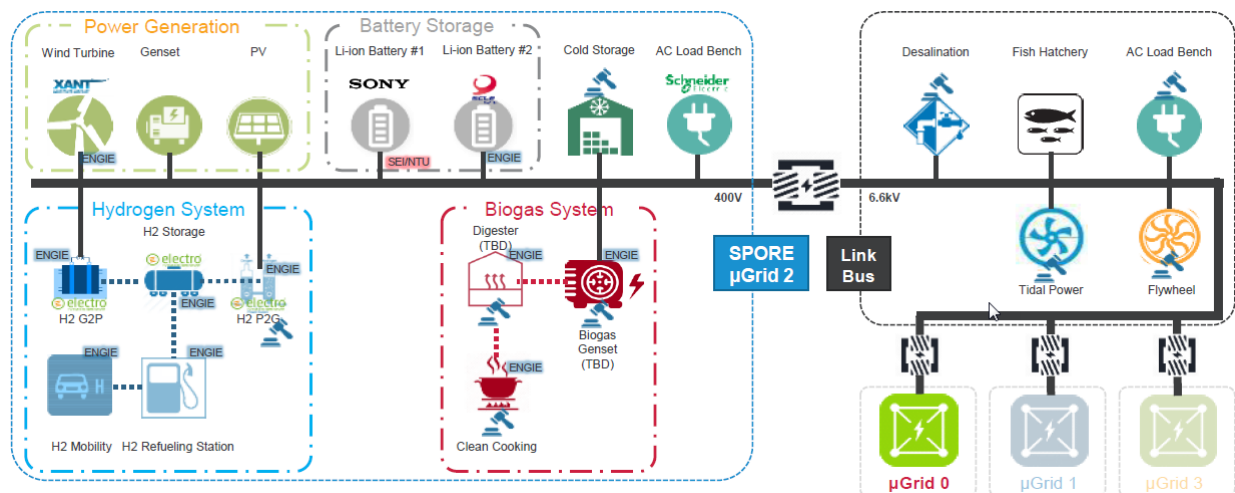 Power Generation
Battery Storage
Wind Turbine
Genset
PV
Li-ion Battery #1
Li-ion Battery #2
Cold Storage
AC Load Bench
Desalination
Fish Hatchery
AC Load Bench
XANT
SONY
Schneider
Electric
ENGIE
SEI/NTU
ENGIE
400V
6.6kV
Hydrogen System
Biogas System
H2 Storage
Digester
(TBD)
ENGIE
ENGIE
ENGIE
ENGIE
ENGIE
ENGIE
electro
electro
electro
H2 G2P
H2 P2G
SPORE
µGrid 2
Link
Bus
Tidal Power
Flywheel
Biogas
Genset
(TBD)
ENGIE
ENGIE
ENGIE
H
H2 Mobility
H2 Refueling Station
Clean Cooking
µGrid 0
µGrid 1
µGrid 3